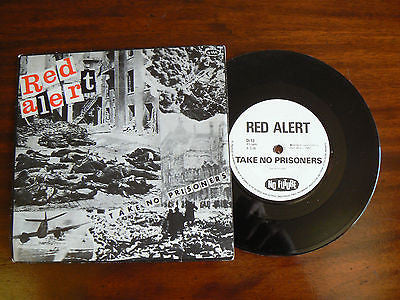 Red
alert
TAKE NO PRISONERS
RED ALERT
TAKE NO PRISONERS
NO FUTURE